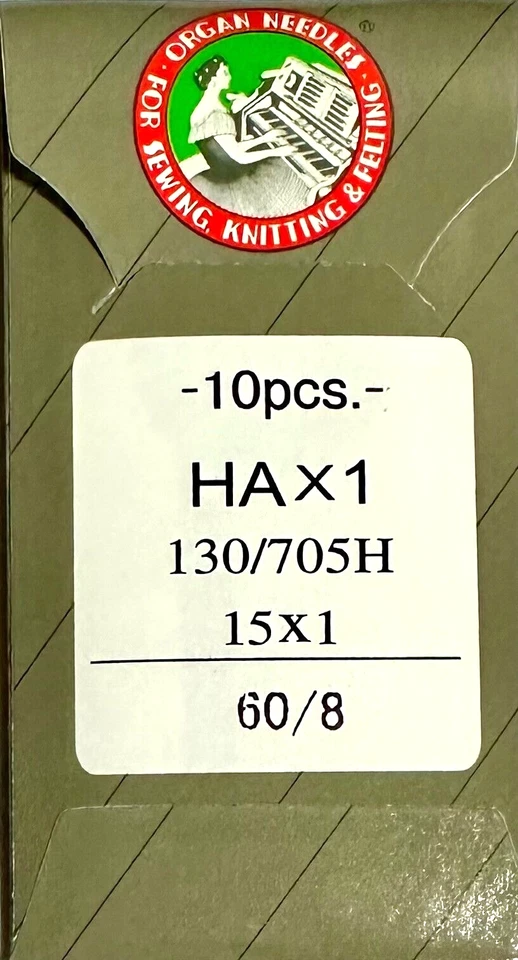 ORGAN NEEDLES
· FOR SEWING, KNITTING & FELTING ·
®
-10pcs.-
HA×1
130/705H
15x1
60/8